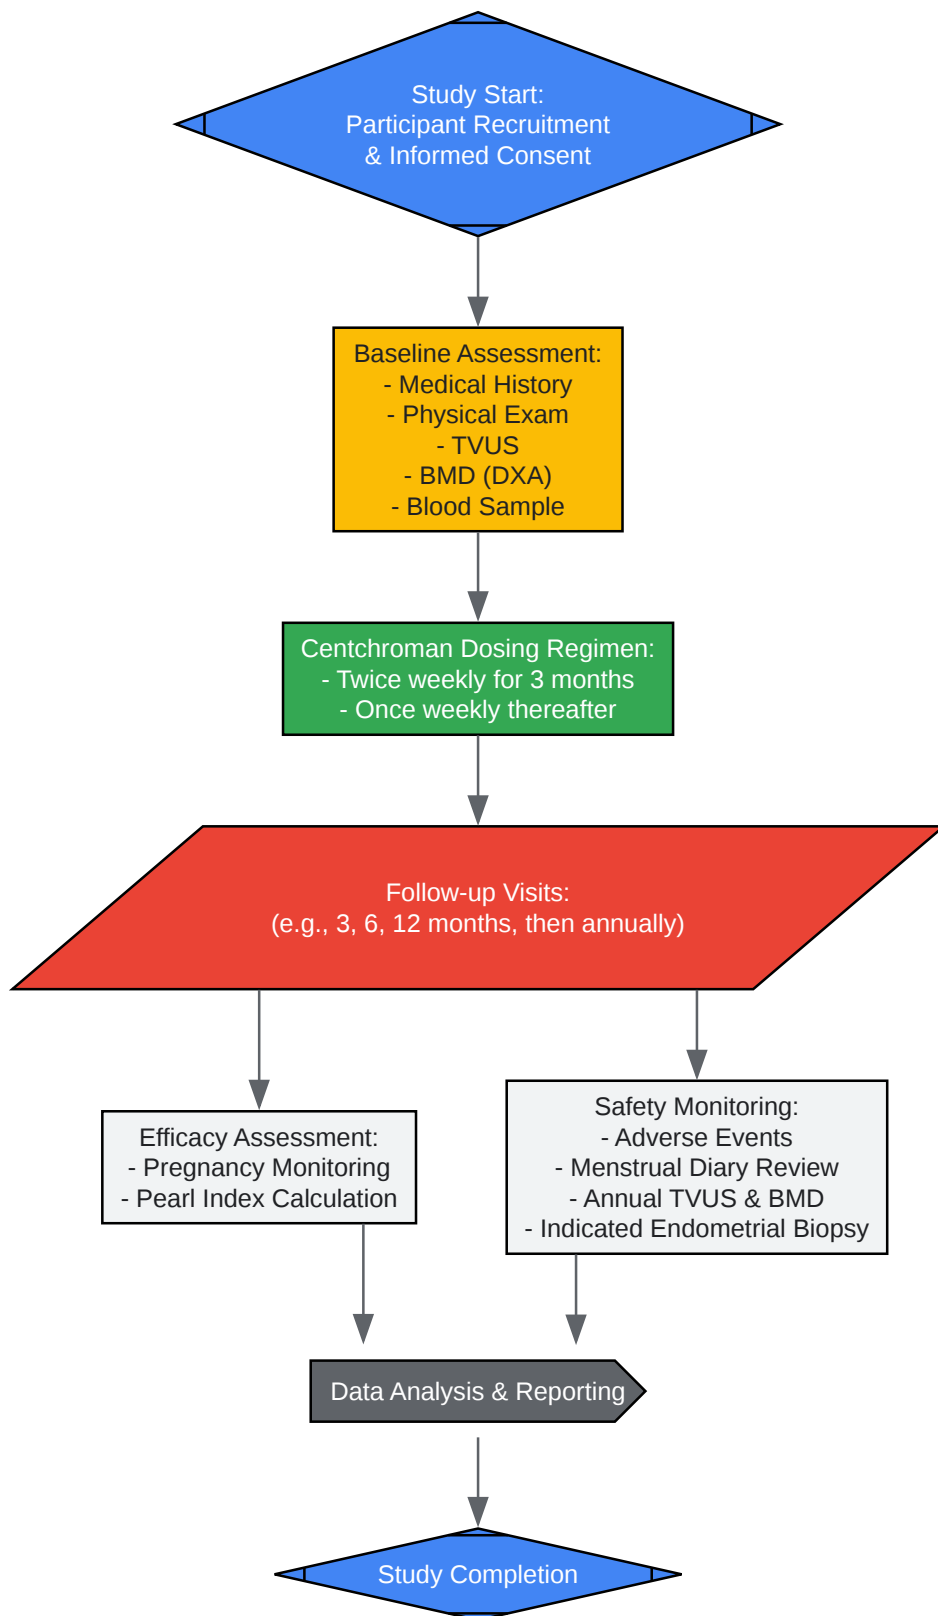 Study Start:
Participant Recruitment
& Informed Consent
Baseline Assessment:
- Medical History
- Physical Exam
- TVUS
- BMD (DXA)
- Blood Sample
Centchroman Dosing Regimen:
- Twice weekly for 3 months
- Once weekly thereafter
Follow-up Visits:
(e.g., 3, 6, 12 months, then annually)
Efficacy Assessment:
- Pregnancy Monitoring
- Pearl Index Calculation
Safety Monitoring:
- Adverse Events
- Menstrual Diary Review
- Annual TVUS & BMD
- Indicated Endometrial Biopsy
Data Analysis & Reporting
Study Completion